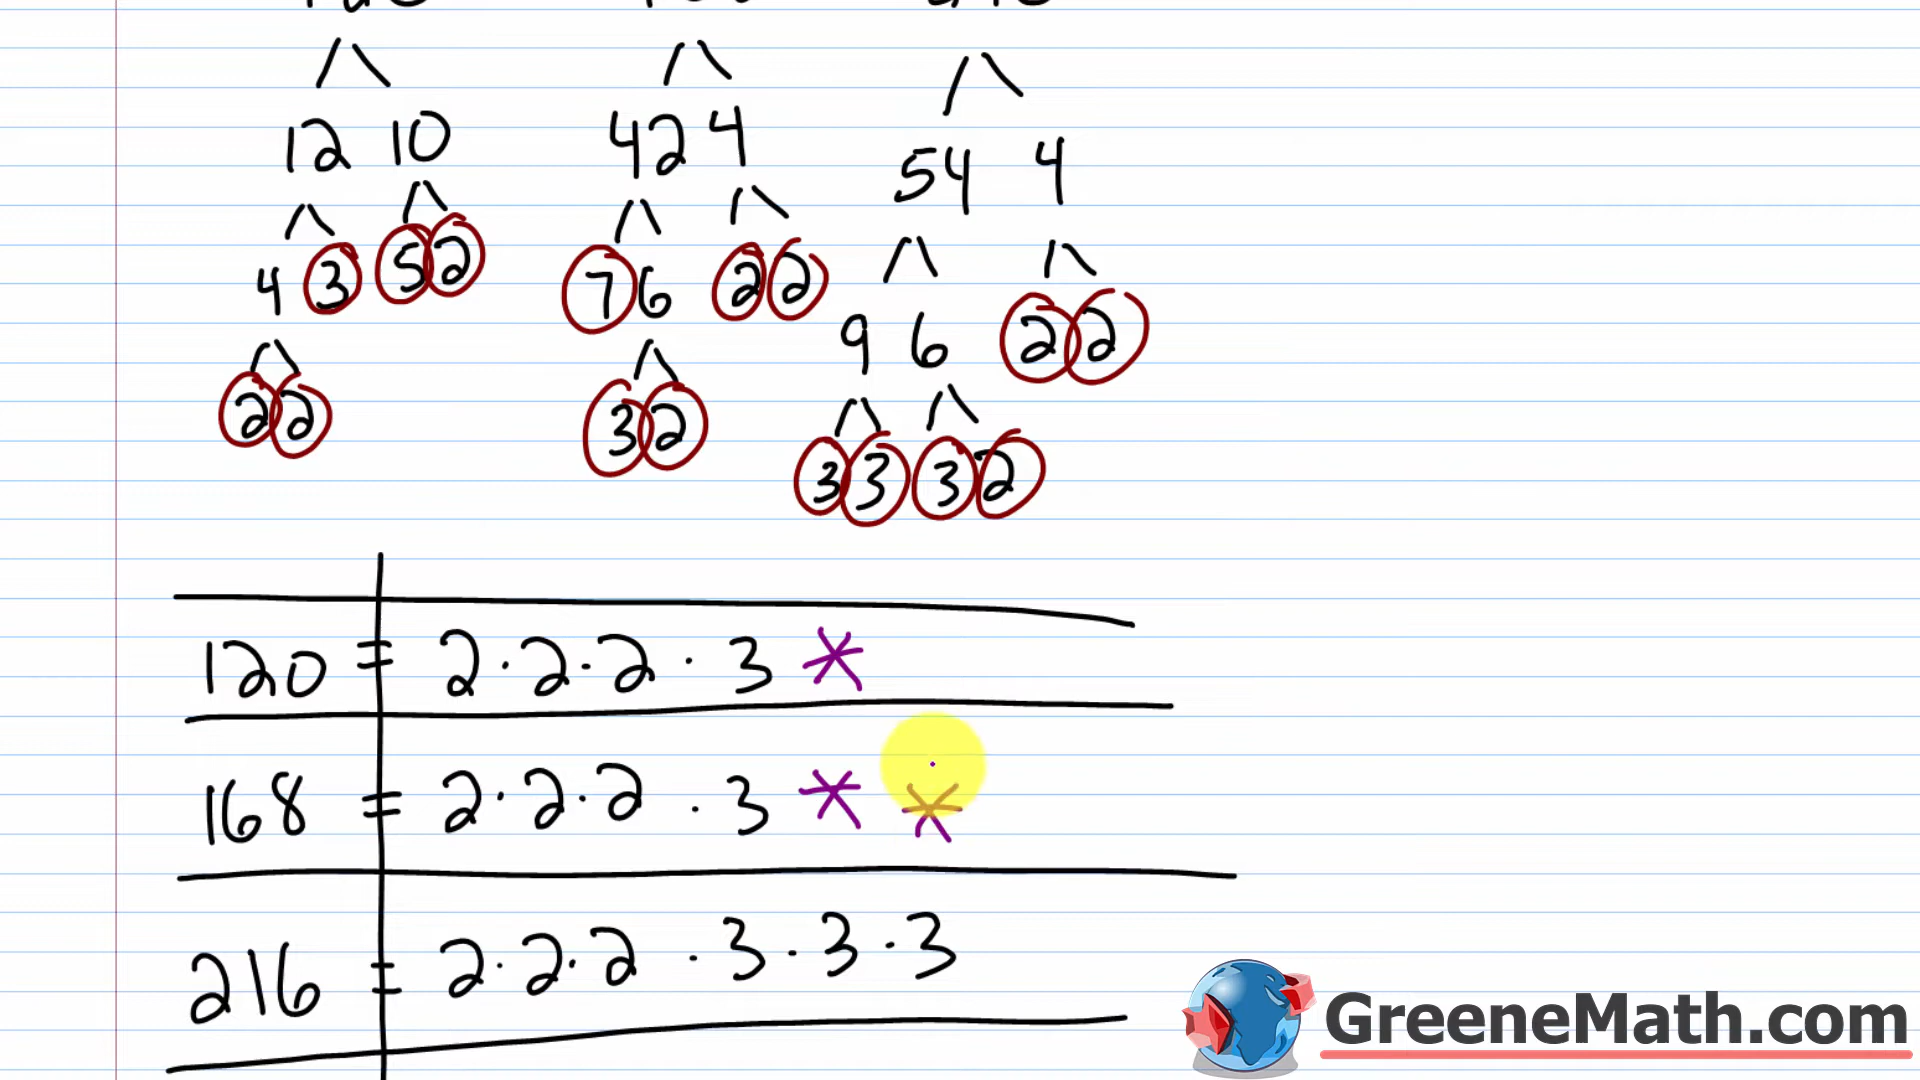 12 10 42 4
54 4
4 3 5 2 7 6 2 2
9 6 2 2
2 2 3 2
3 3 3 2
120 = 2 · 2 · 2 · 3 *
168 = 2 · 2 · 2 · 3 * *
216 = 2 · 2 · 2 · 3 · 3 · 3
GreeneMath.com